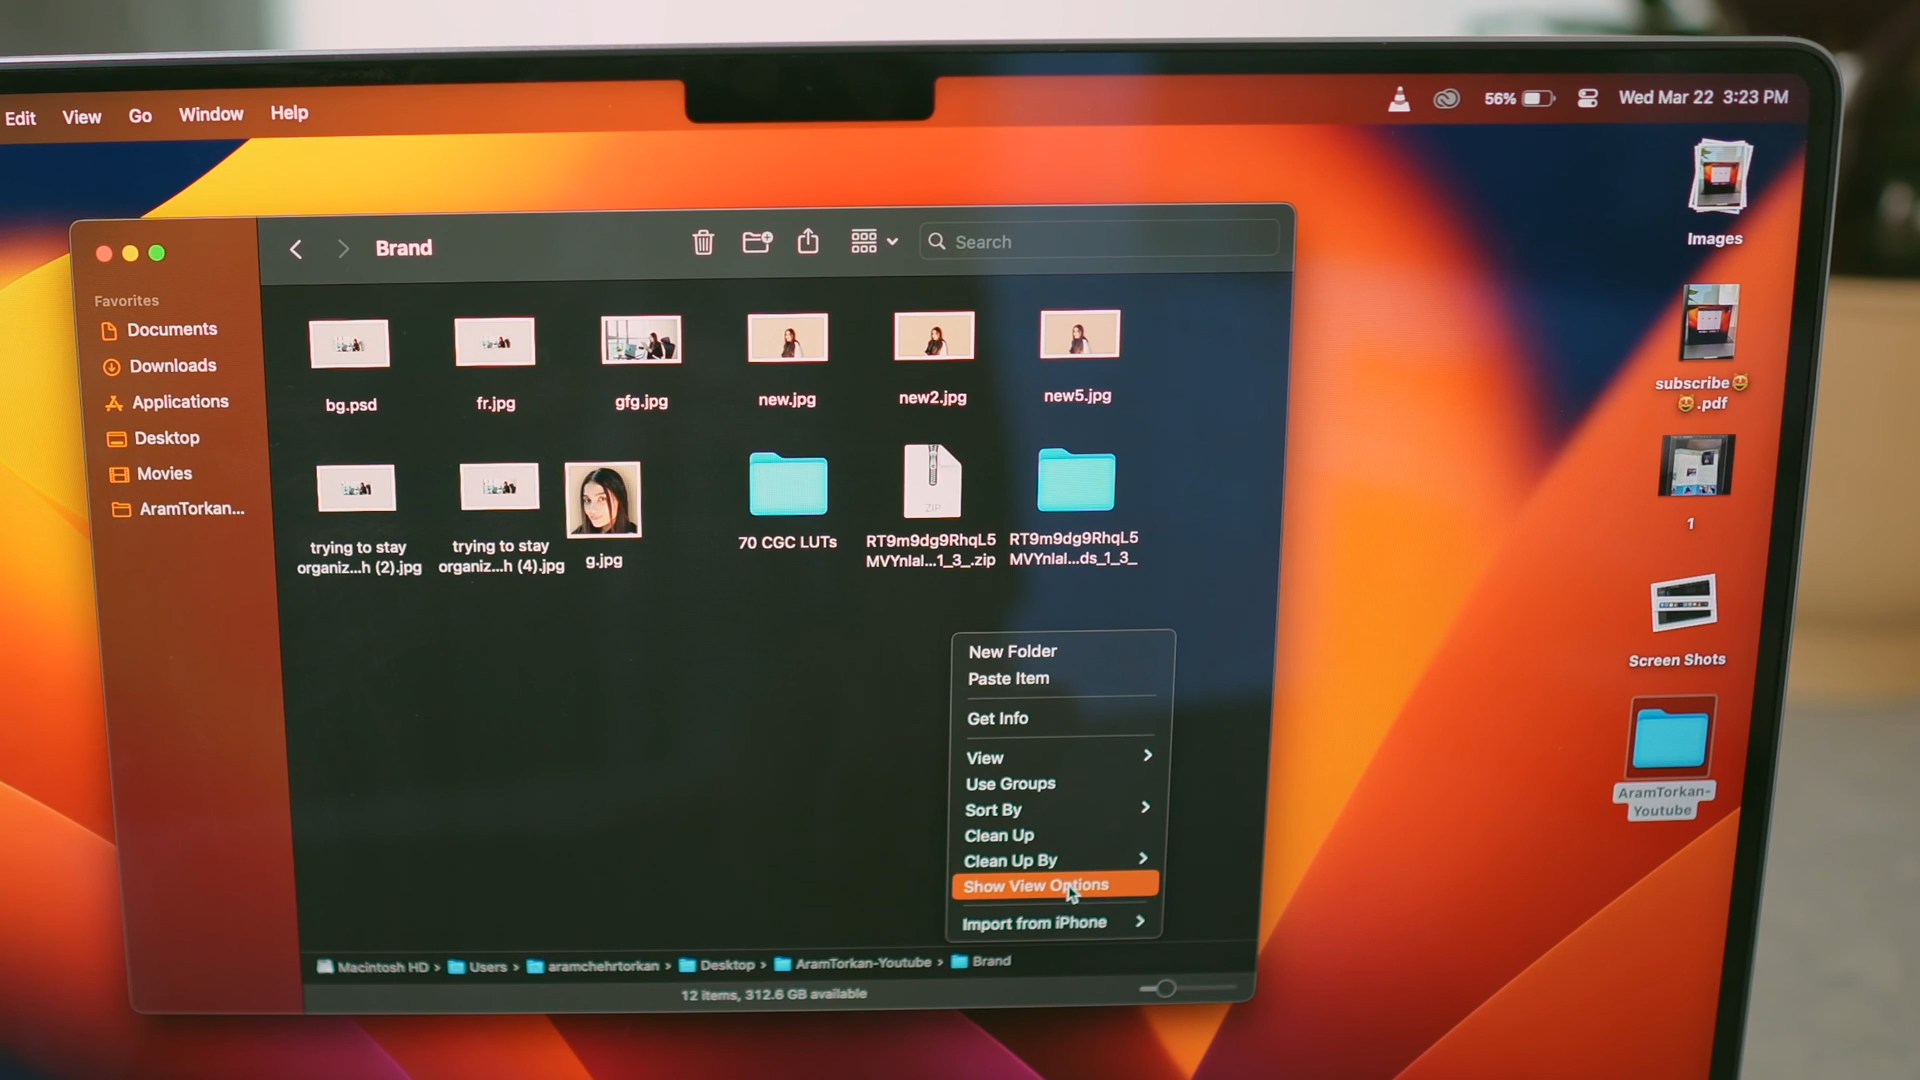 Edit View Go Window Help
56% Wed Mar 22 3:23 PM
Images
subscribe😻
😻.pdf
1
Screen Shots
AramTorkan-
Youtube
Brand
Search
Favorites
Documents
Downloads
Applications
Desktop
Movies
AramTorkan...
bg.psd
fr.jpg
gfg.jpg
new.jpg
new2.jpg
new5.jpg
trying to stay
organiz...h (2).jpg
trying to stay
organiz...h (4).jpg
g.jpg
70 CGC LUTs
ZIP
RT9m9dg9RhqL5
MVYnlal...1_3_.zip
RT9m9dg9RhqL5
MVYnlal...ds_1_3_
New Folder
Paste Item
Get Info
View
Use Groups
Sort By
Clean Up
Clean Up By
Show View Options
Import from iPhone
Macintosh HD › Users › aramchehrtorkan › Desktop › AramTorkan-Youtube › Brand
12 items, 312.6 GB available